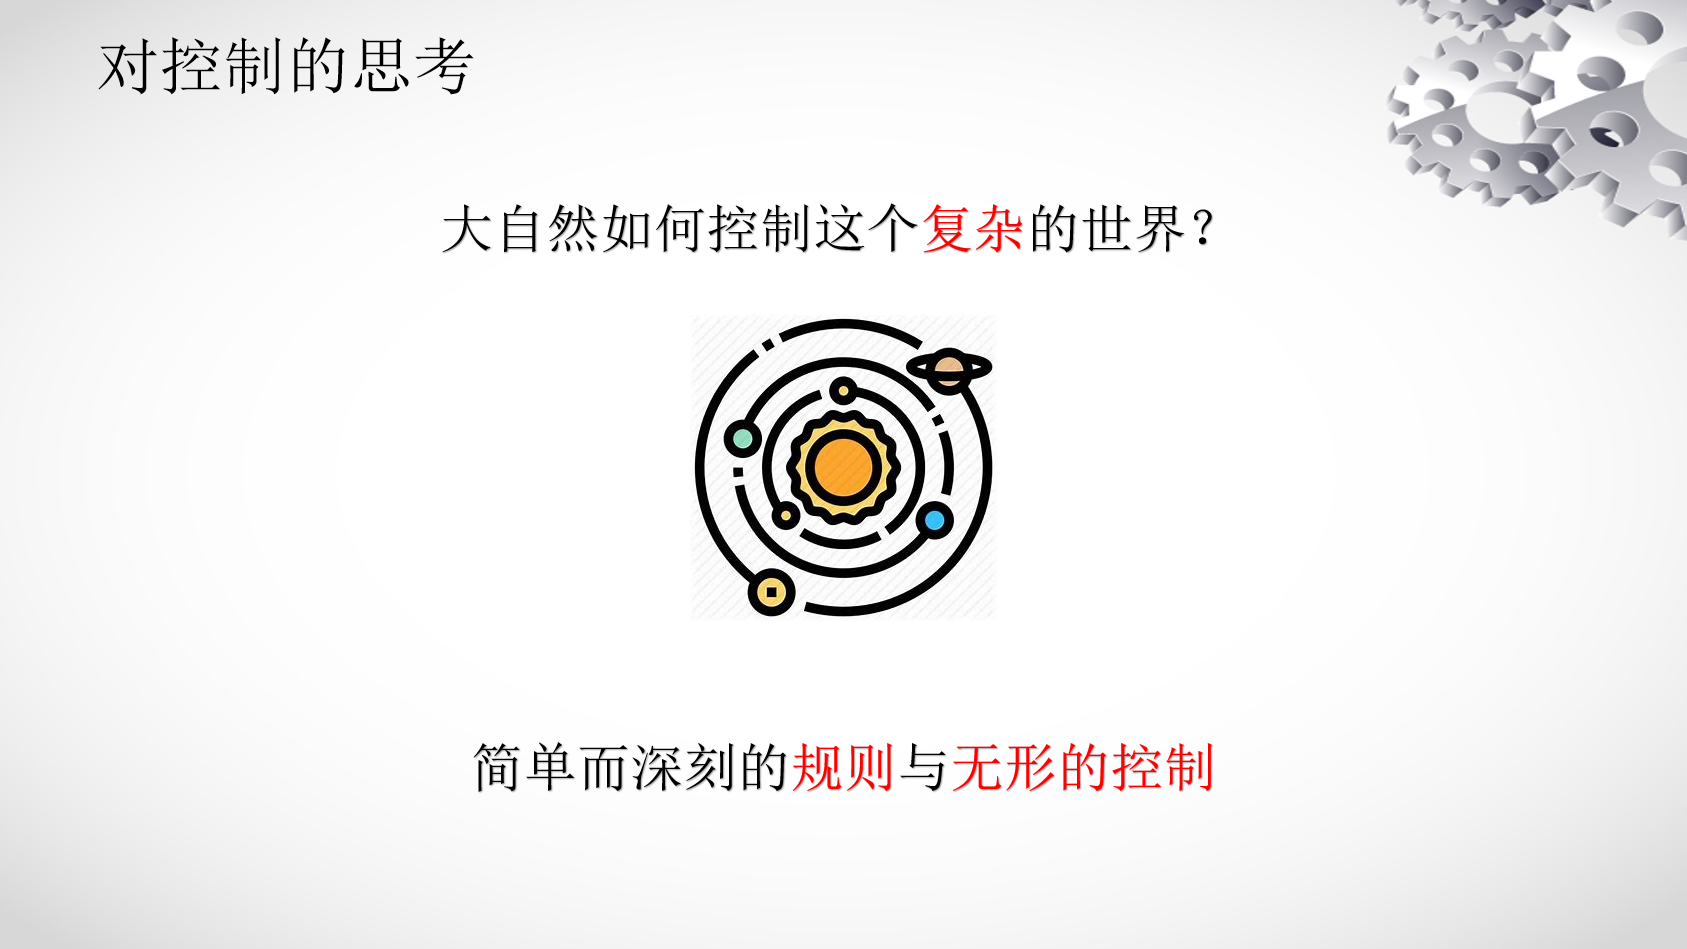 对控制的思考
大自然如何控制这个复杂的世界？
简单而深刻的规则与无形的控制